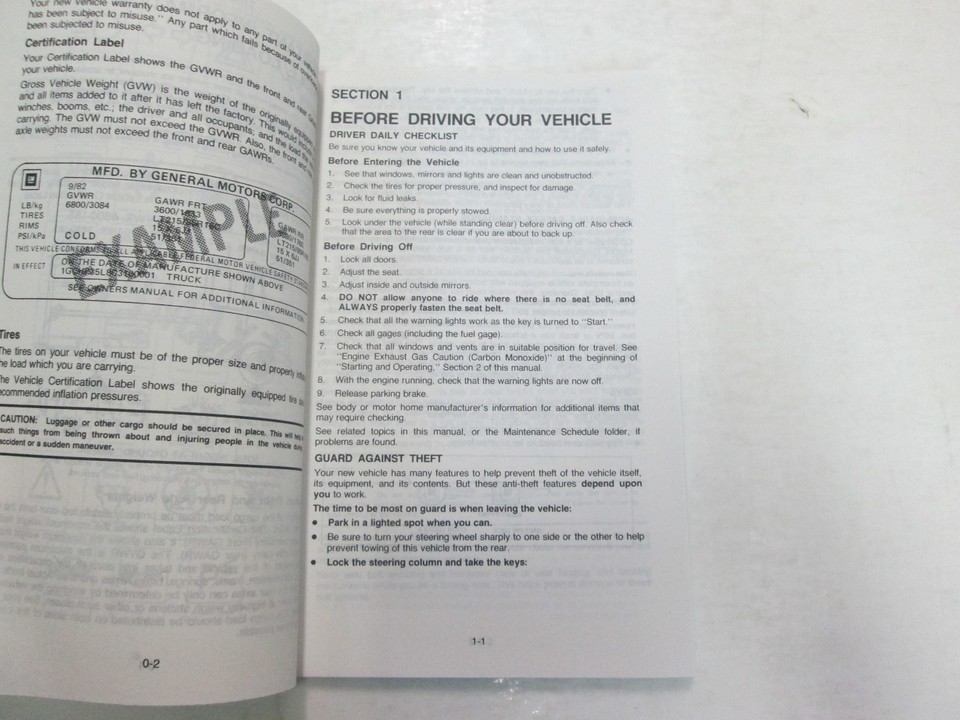 Your new vehicle warranty does not apply to any part of your vehicle
has been subject to misuse." Any part which fails because of
been subjected to misuse.
Certification Label
Your Certification Label shows the GVWR and the front and rear
your vehicle.
Gross Vehicle Weight (GVW) is the weight of the originally
and all items added to it after it has left the factory. This would
winches, booms, etc.; the driver and all occupants; and the load the
carrying. The GVW must not exceed the GVWR. Also, the front and
axle weights must not exceed the front and rear GAWRs.
MFD. BY GENERAL MOTORS CORP.
9/82
GVWR GAWR FRT
LB/kg 6800/3084 3600/1633
TIRES
RIMS 15 X 6JJ
PSI/kPa COLD 51/351
EXAMPLE
THIS VEHICLE CONFORMS TO ALL APPLICABLE FEDERAL MOTOR VEHICLE SAFETY
IN EFFECT ON THE DATE OF MANUFACTURE SHOWN ABOVE
TRUCK
SEE OWNERS MANUAL FOR ADDITIONAL INFORMATION
Tires
The tires on your vehicle must be of the proper size and properly
the load which you are carrying.
The Vehicle Certification Label shows the originally equipped tire
recommended inflation pressures.
CAUTION: Luggage or other cargo should be secured in place. This will
such things from being thrown about and injuring people in the vehicle
accident or a sudden maneuver.
0-2
SECTION 1
BEFORE DRIVING YOUR VEHICLE
DRIVER DAILY CHECKLIST
Be sure you know your vehicle and its equipment and how to use it safely.
Before Entering the Vehicle
1. See that windows, mirrors and lights are clean and unobstructed.
2. Check the tires for proper pressure, and inspect for damage.
3. Look for fluid leaks.
4. Be sure everything is properly stowed.
5. Look under the vehicle (while standing clear) before driving off. Also check
that the area to the rear is clear if you are about to back up.
Before Driving Off
1. Lock all doors.
2. Adjust the seat.
3. Adjust inside and outside mirrors.
4. DO NOT allow anyone to ride where there is no seat belt, and
ALWAYS properly fasten the seat belt.
5. Check that all the warning lights work as the key is turned to "Start."
6. Check all gages (including the fuel gage).
7. Check that all windows and vents are in suitable position for travel. See
"Engine Exhaust Gas Caution (Carbon Monoxide)" at the beginning of
"Starting and Operating," Section 2 of this manual.
8. With the engine running, check that the warning lights are now off.
9. Release parking brake.
See body or motor home manufacturer's information for additional items that
may require checking.
See related topics in this manual, or the Maintenance Schedule folder, if
problems are found.
GUARD AGAINST THEFT
Your new vehicle has many features to help prevent theft of the vehicle itself,
its equipment, and its contents. But these anti-theft features depend upon
you to work.
The time to be most on guard is when leaving the vehicle:
• Park in a lighted spot when you can.
• Be sure to turn your steering wheel sharply to one side or the other to help
prevent towing of this vehicle from the rear.
• Lock the steering column and take the keys:
1-1